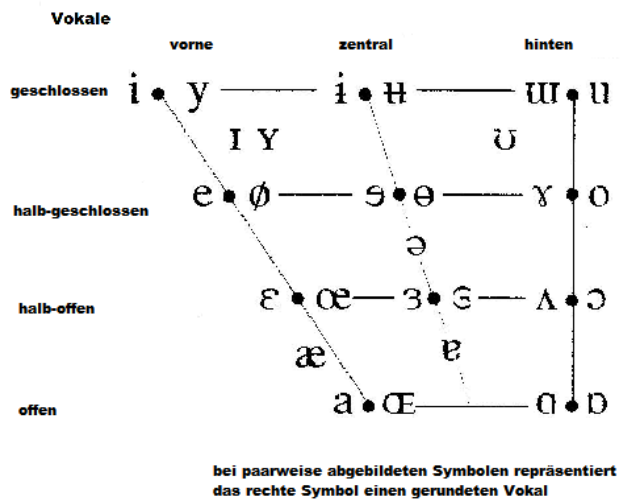 Vokale
vorne zentral hinten
geschlossen i y ɨ ʉ ɯ u
ɪ ʏ ʊ
halb-geschlossen e ø ɘ ɵ ɤ o
ə
halb-offen ɛ œ ɜ ɞ ʌ ɔ
æ ɐ
offen a ɶ ɑ ɒ
bei paarweise abgebildeten Symbolen repräsentiert
das rechte Symbol einen gerundeten Vokal